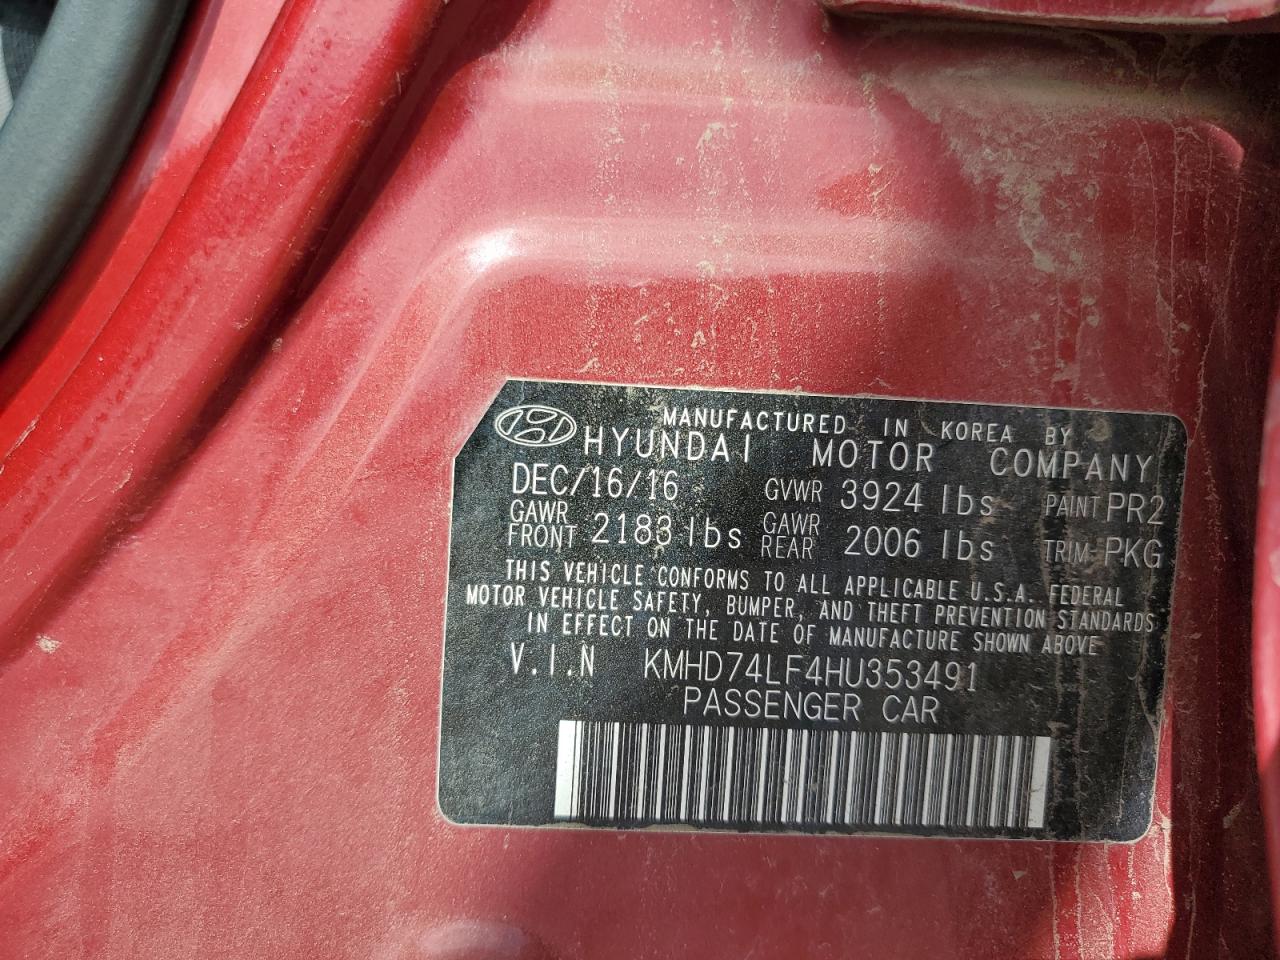 MANUFACTURED IN KOREA BY
HYUNDAI MOTOR COMPANY
DEC/16/16 GVWR 3924 lbs PAINT PR2
GAWR FRONT 2183 lbs GAWR REAR 2006 lbs TRIM PKG
THIS VEHICLE CONFORMS TO ALL APPLICABLE U.S.A. FEDERAL
MOTOR VEHICLE SAFETY, BUMPER, AND THEFT PREVENTION STANDARDS
IN EFFECT ON THE DATE OF MANUFACTURE SHOWN ABOVE
V.I.N KMHD74LF4HU353491
PASSENGER CAR